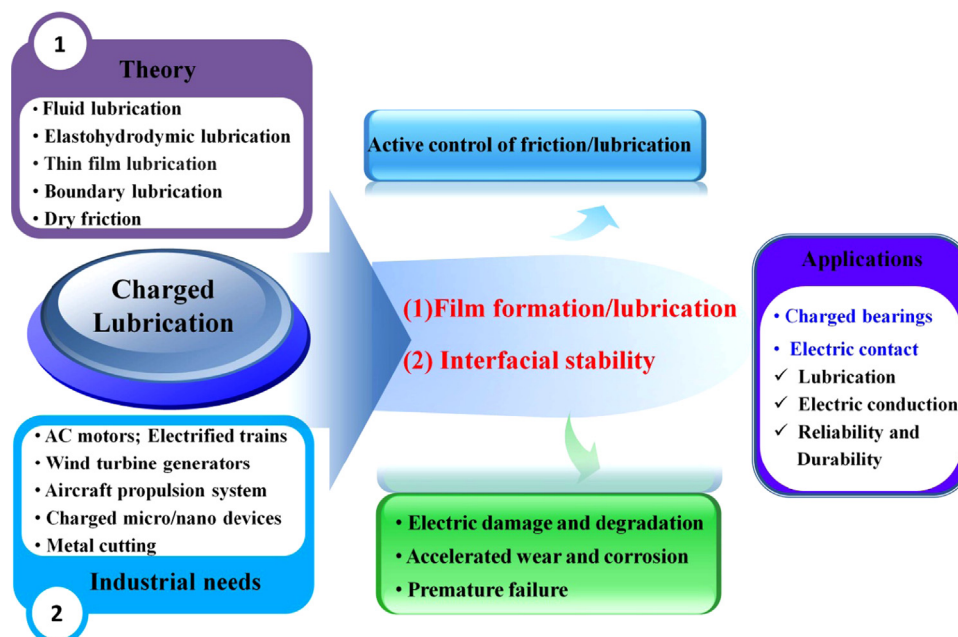 1
Theory
• Fluid lubrication
• Elastohydrodymic lubrication
• Thin film lubrication
• Boundary lubrication
• Dry friction
Charged
Lubrication
• AC motors; Electrified trains
• Wind turbine generators
• Aircraft propulsion system
• Charged micro/nano devices
• Metal cutting
Industrial needs
2
Active control of friction/lubrication
(1)Film formation/lubrication
(2) Interfacial stability
• Electric damage and degradation
• Accelerated wear and corrosion
• Premature failure
Applications
• Charged bearings
• Electric contact
✓ Lubrication
✓ Electric conduction
✓ Reliability and
Durability